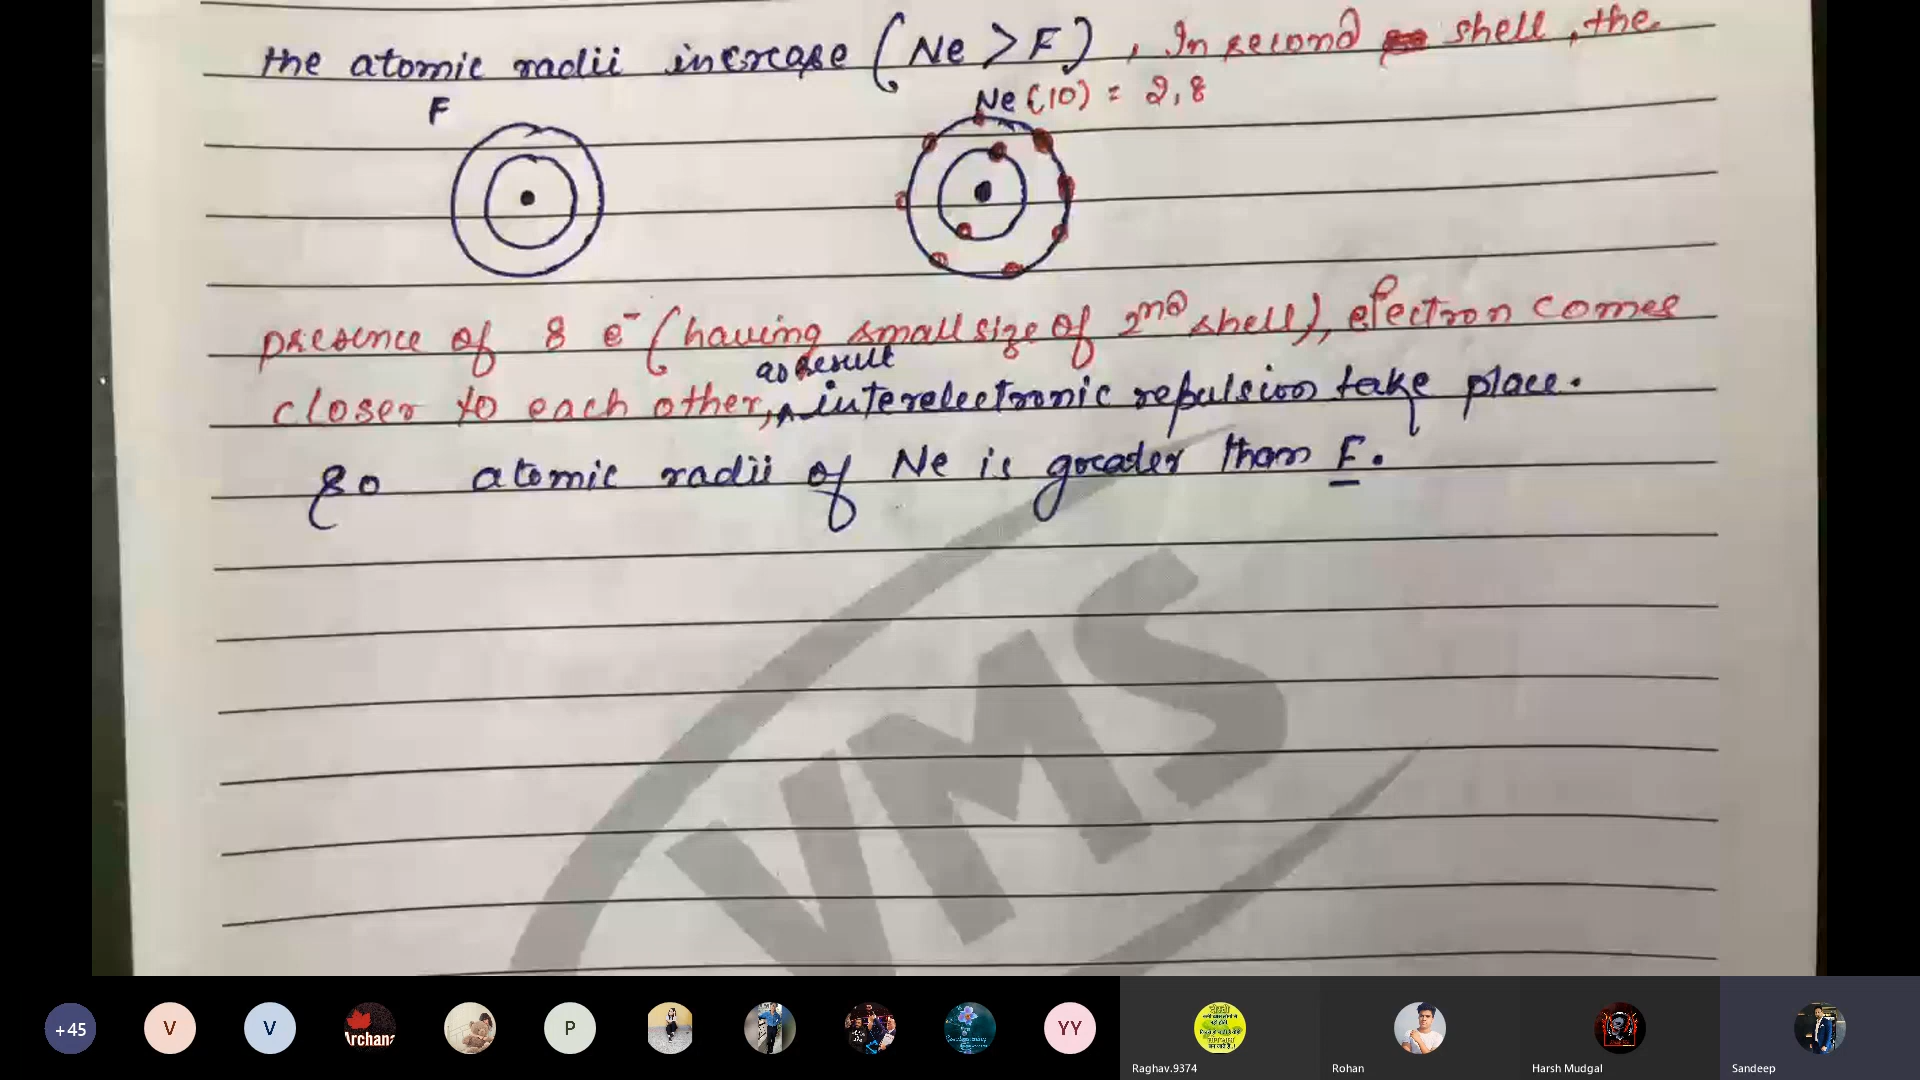 the atomic radii increase (Ne > F), In second shell, the
F
Ne (10) = 2,8
presence of 8 e⁻ (having small size of 2nd shell), electron comes
closer to each other, as result interelectronic repulsion take place.
So atomic radii of Ne is greater than F.
VMS
+45
V
V
Archana
P
YY
Raghav.9374
Rohan
Harsh Mudgal
Sandeep